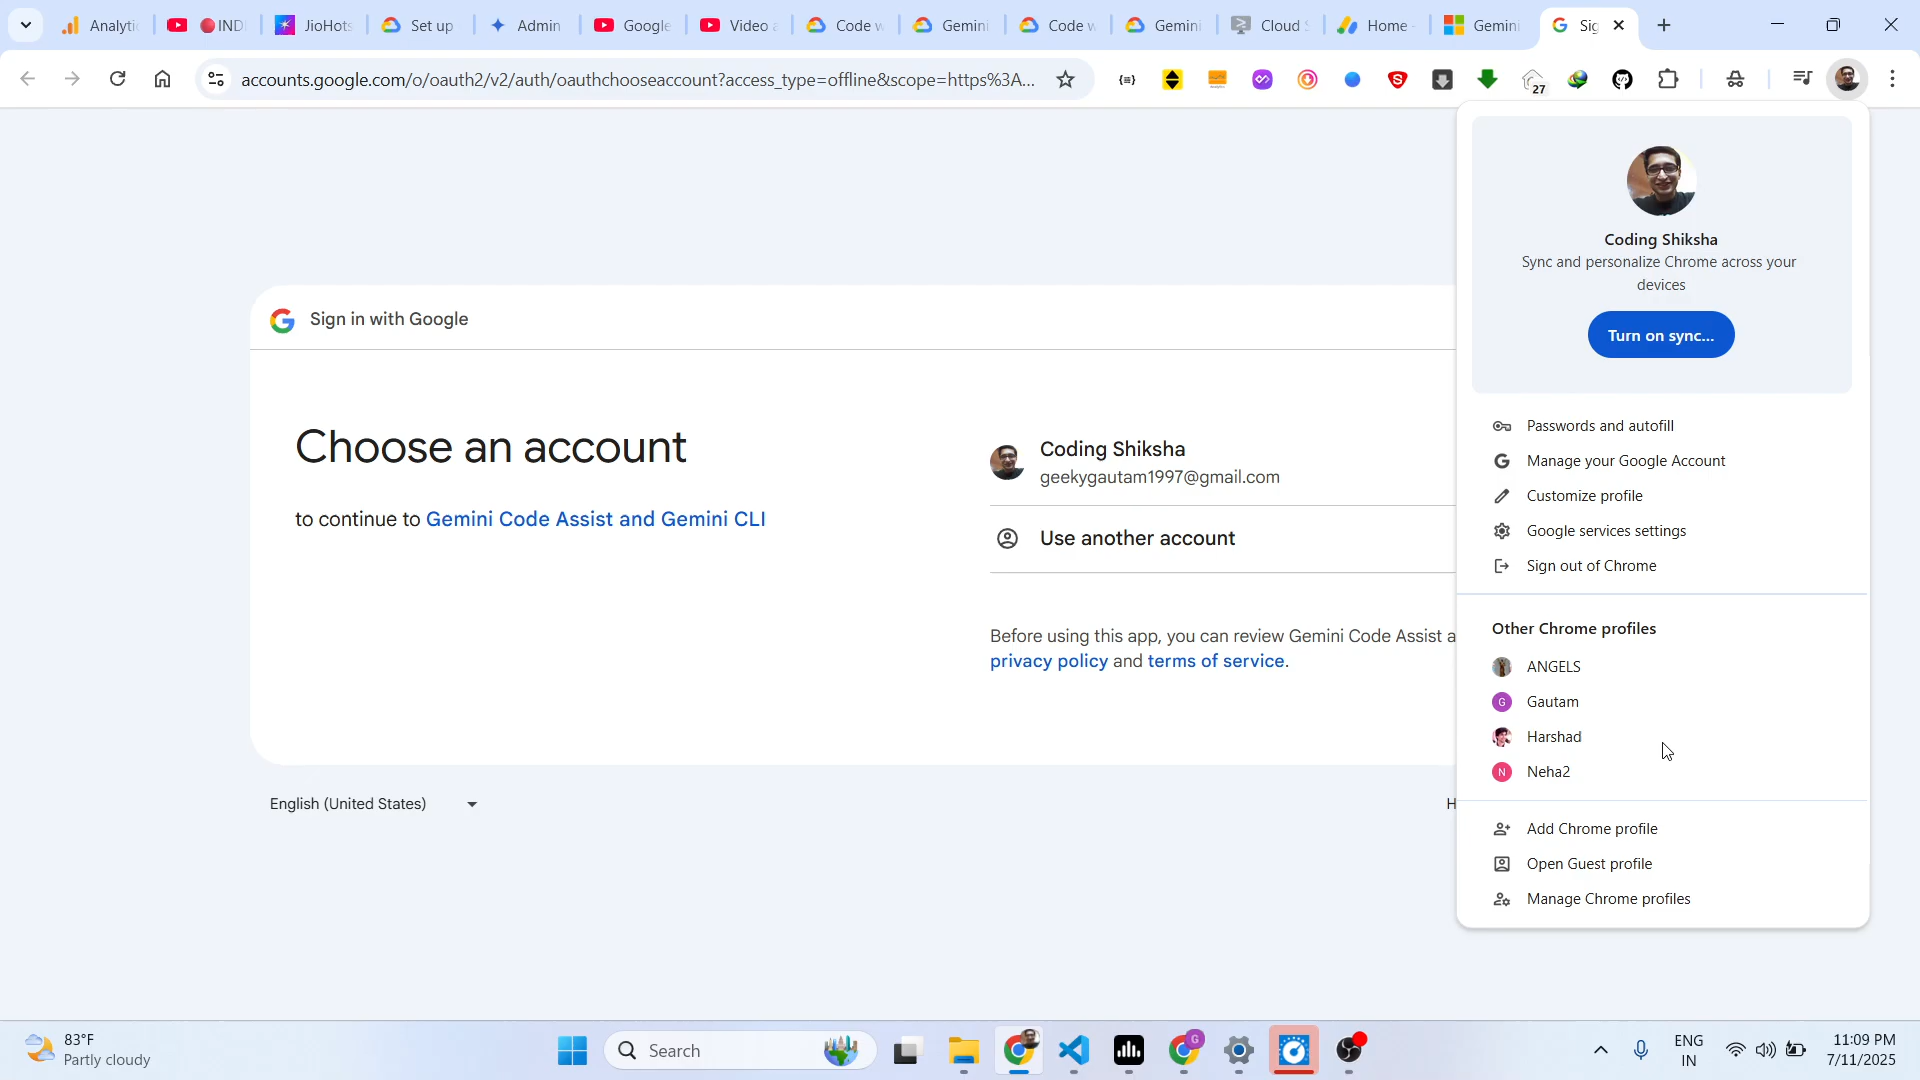 Analytic
IND
JioHots
Set up
Admin
Google
Video a
Code w
Gemini
Code w
Gemini
Cloud S
Home -
Gemini
Sig
accounts.google.com/o/oauth2/v2/auth/oauthchooseaccount?access_type=offline&scope=https%3A...
27
Coding Shiksha
Sync and personalize Chrome across your
devices
Turn on sync...
Passwords and autofill
Manage your Google Account
Customize profile
Google services settings
Sign out of Chrome
Other Chrome profiles
ANGELS
G Gautam
Harshad
N Neha2
Add Chrome profile
Open Guest profile
Manage Chrome profiles
Sign in with Google
Choose an account
to continue to Gemini Code Assist and Gemini CLI
Coding Shiksha
geekygautam1997@gmail.com
Use another account
Before using this app, you can review Gemini Code Assist a
privacy policy and terms of service.
English (United States)
H
83°F
Partly cloudy
Search
G
ENG
IN
11:09 PM
7/11/2025